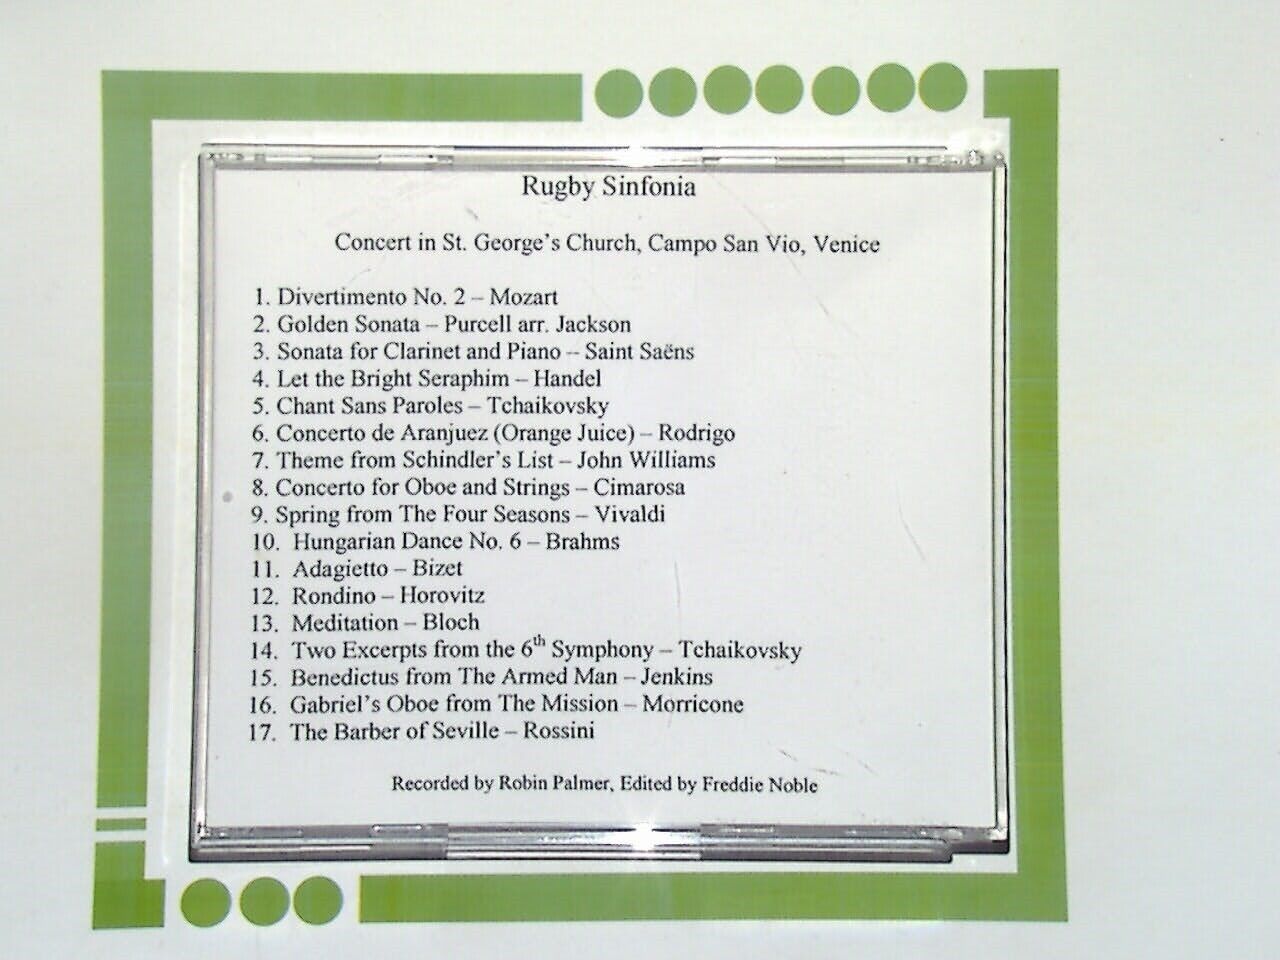 Rugby Sinfonia
Concert in St. George's Church, Campo San Vio, Venice
1. Divertimento No. 2 – Mozart
2. Golden Sonata – Purcell arr. Jackson
3. Sonata for Clarinet and Piano – Saint Saëns
4. Let the Bright Seraphim – Handel
5. Chant Sans Paroles – Tchaikovsky
6. Concerto de Aranjuez (Orange Juice) – Rodrigo
7. Theme from Schindler's List – John Williams
8. Concerto for Oboe and Strings – Cimarosa
9. Spring from The Four Seasons – Vivaldi
10. Hungarian Dance No. 6 – Brahms
11. Adagietto – Bizet
12. Rondino – Horovitz
13. Meditation – Bloch
14. Two Excerpts from the 6th Symphony – Tchaikovsky
15. Benedictus from The Armed Man – Jenkins
16. Gabriel's Oboe from The Mission – Morricone
17. The Barber of Seville – Rossini
Recorded by Robin Palmer, Edited by Freddie Noble